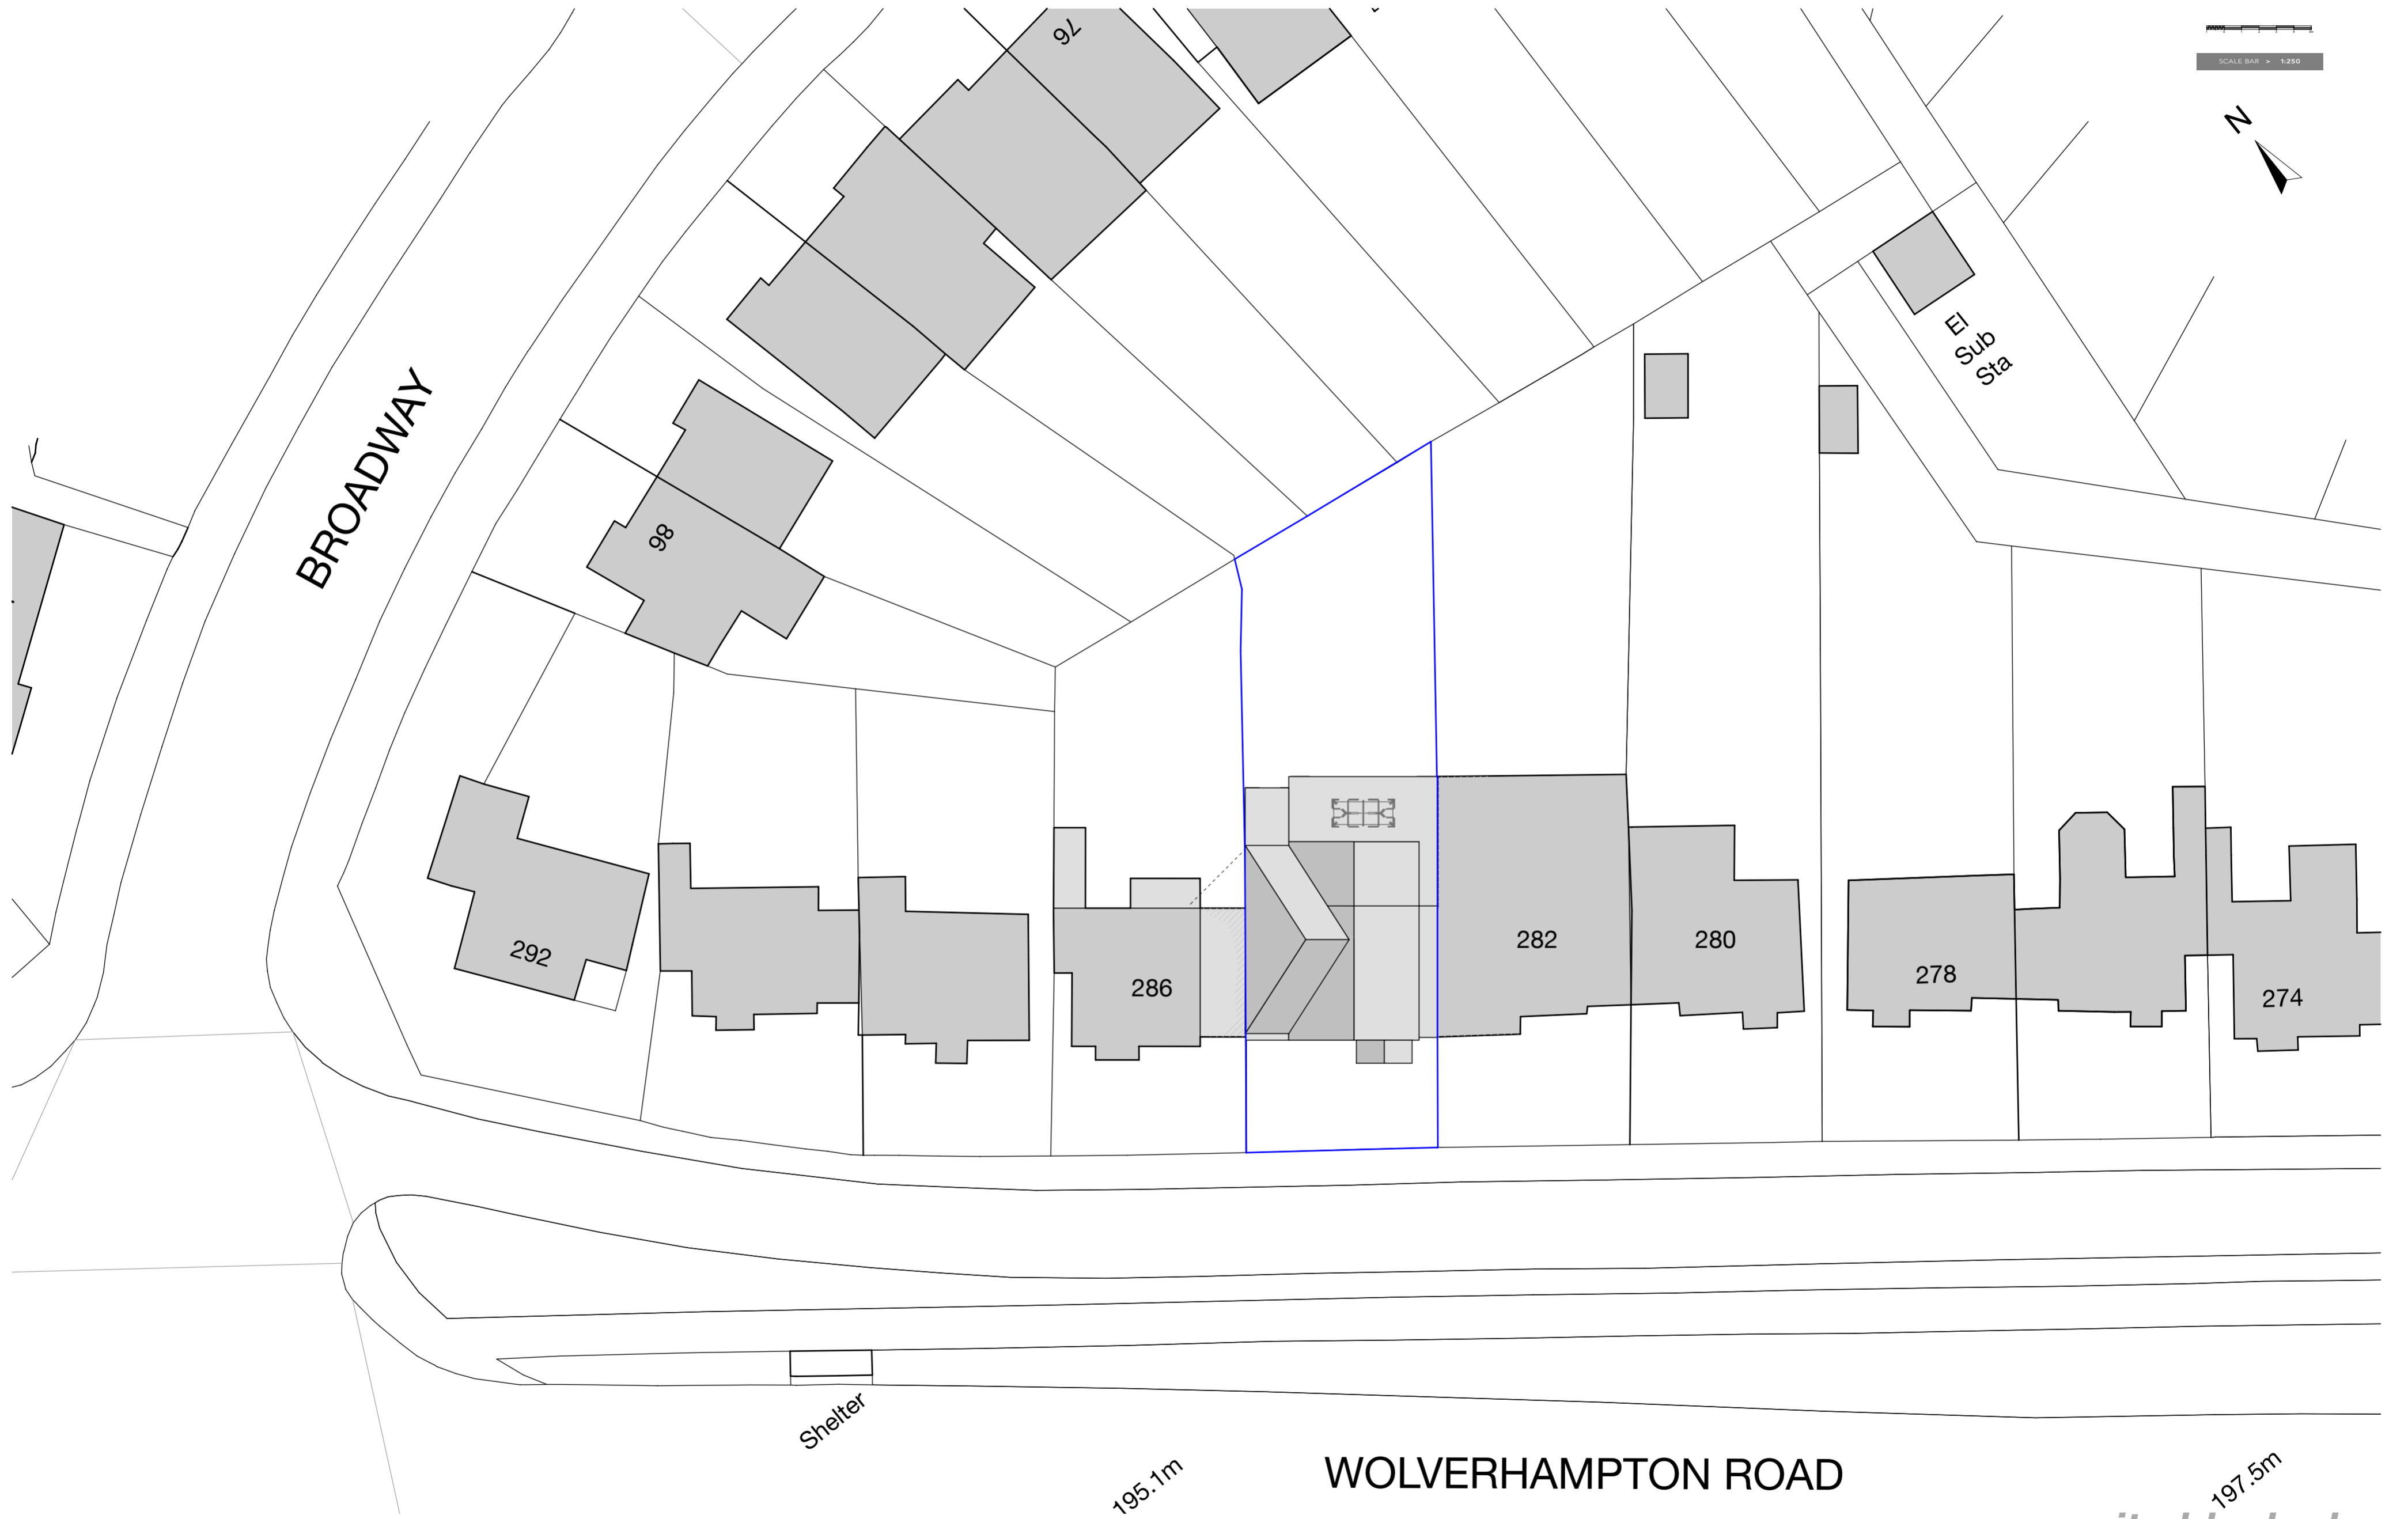 76
SCALE BAR > 1:250
N
El
Sub
Sta
BROADWAY
98
292
286
282
280
278
274
Shelter
195.1m
WOLVERHAMPTON ROAD
197.5m